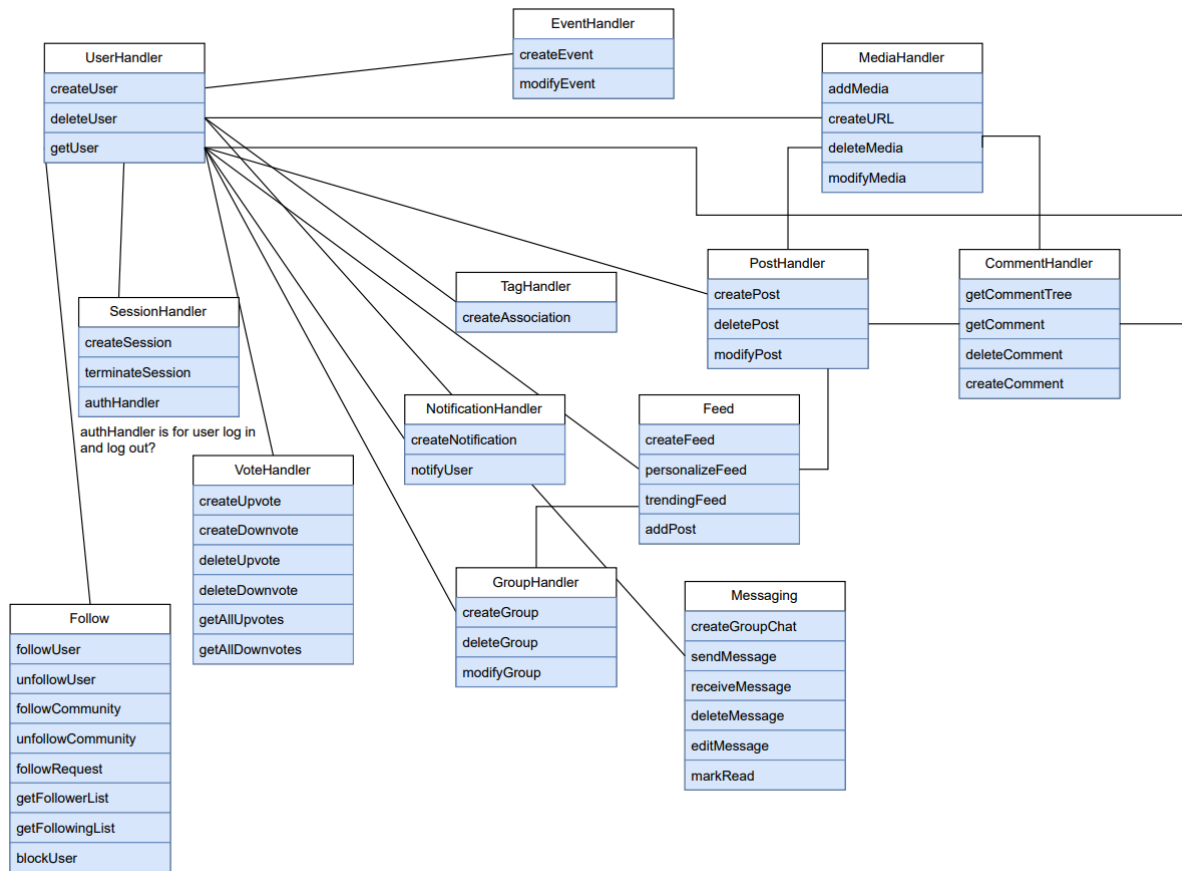 EventHandler
createEvent
modifyEvent
UserHandler
createUser
deleteUser
getUser
MediaHandler
addMedia
createURL
deleteMedia
modifyMedia
PostHandler
createPost
deletePost
modifyPost
CommentHandler
getCommentTree
getComment
deleteComment
createComment
TagHandler
createAssociation
SessionHandler
createSession
terminateSession
authHandler
authHandler is for user log in
and log out?
NotificationHandler
createNotification
notifyUser
Feed
createFeed
personalizeFeed
trendingFeed
addPost
VoteHandler
createUpvote
createDownvote
deleteUpvote
deleteDownvote
getAllUpvotes
getAllDownvotes
GroupHandler
createGroup
deleteGroup
modifyGroup
Messaging
createGroupChat
sendMessage
receiveMessage
deleteMessage
editMessage
markRead
Follow
followUser
unfollowUser
followCommunity
unfollowCommunity
followRequest
getFollowerList
getFollowingList
blockUser